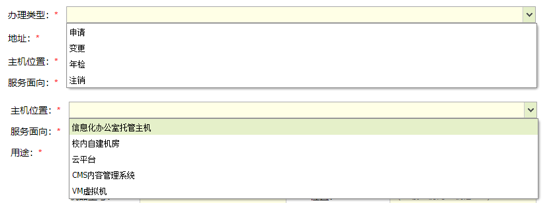 办理类型：*
申请
地址：*
变更
主机位置：*
年检
服务面向：*
注销
主机位置：*
信息化办公室托管主机
服务面向：*
校内自建机房
用途：*
云平台
CMS内容管理系统
VM虚拟机